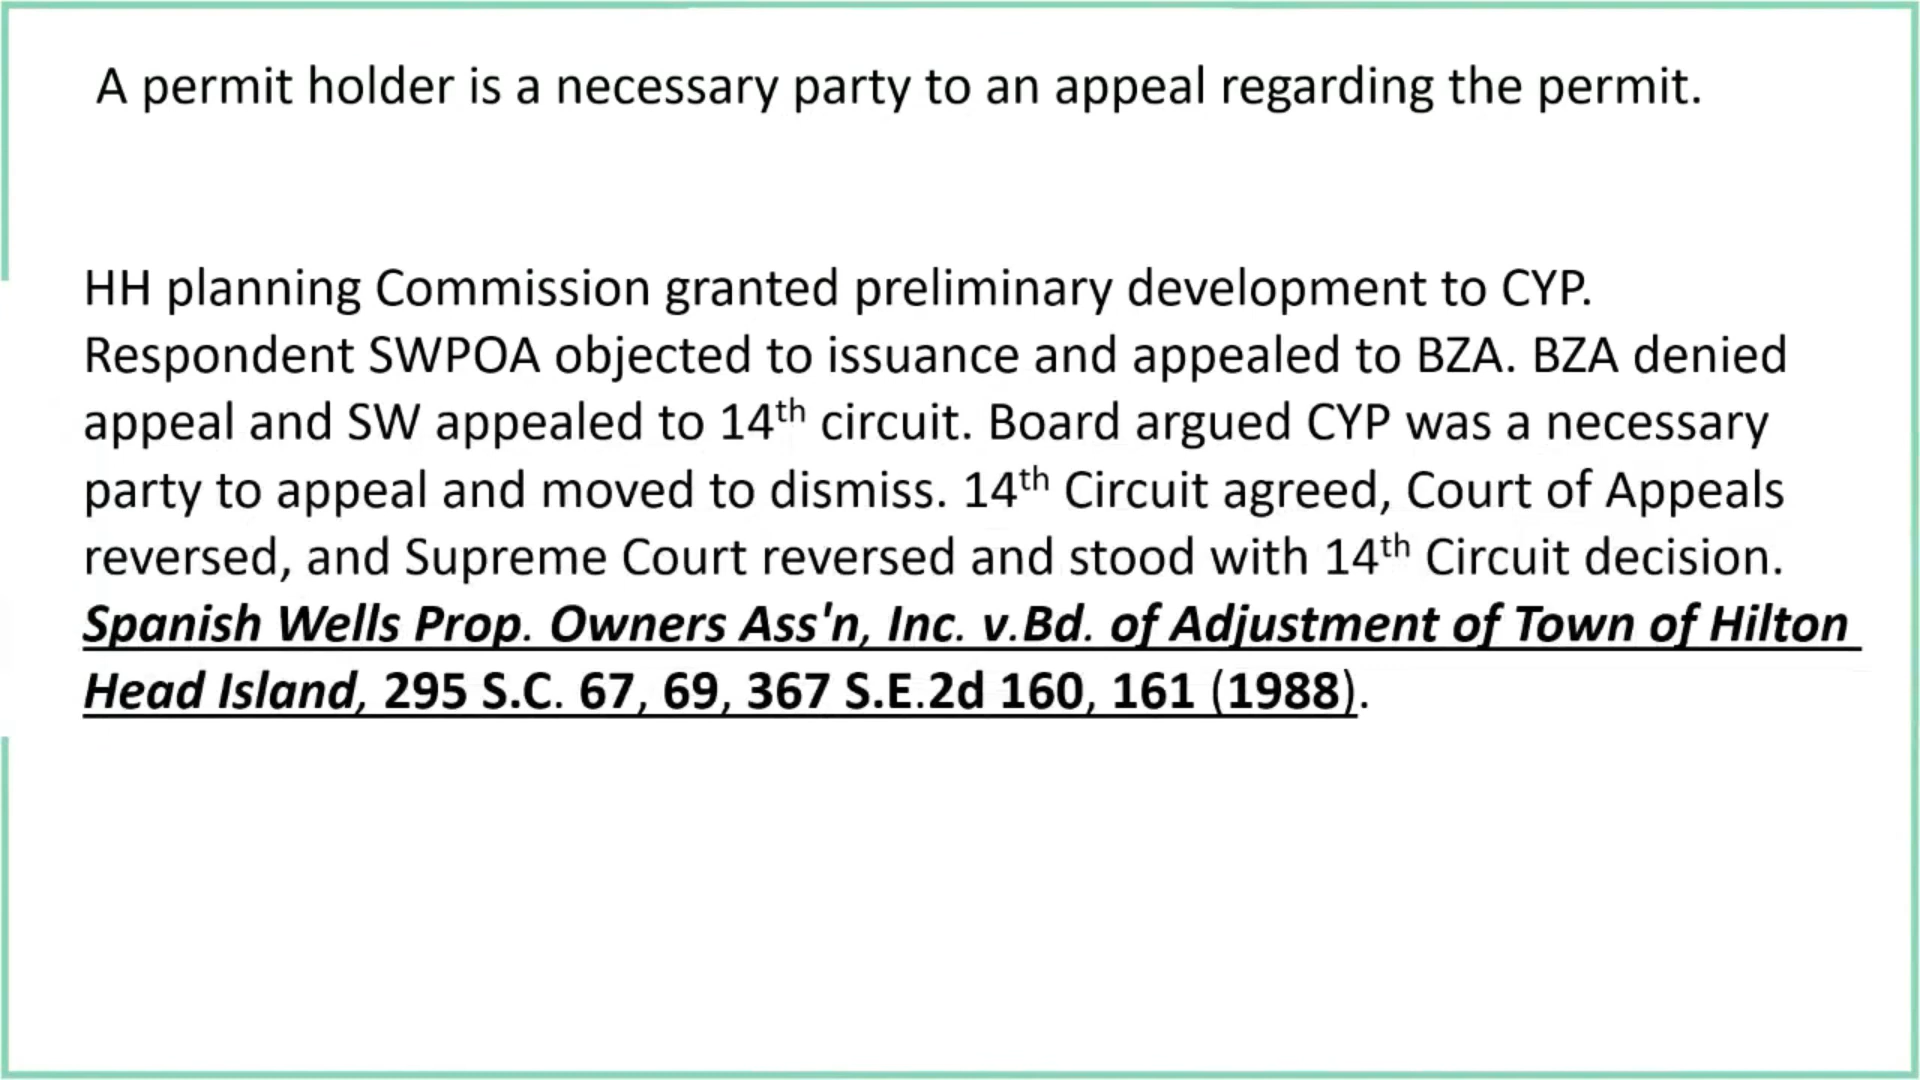 A permit holder is a necessary party to an appeal regarding the permit.
HH planning Commission granted preliminary development to CYP.
Respondent SWPOA objected to issuance and appealed to BZA. BZA denied
appeal and SW appealed to 14th circuit. Board argued CYP was a necessary
party to appeal and moved to dismiss. 14th Circuit agreed, Court of Appeals
reversed, and Supreme Court reversed and stood with 14th Circuit decision.
Spanish Wells Prop. Owners Ass'n, Inc. v.Bd. of Adjustment of Town of Hilton
Head Island, 295 S.C. 67, 69, 367 S.E.2d 160, 161 (1988).